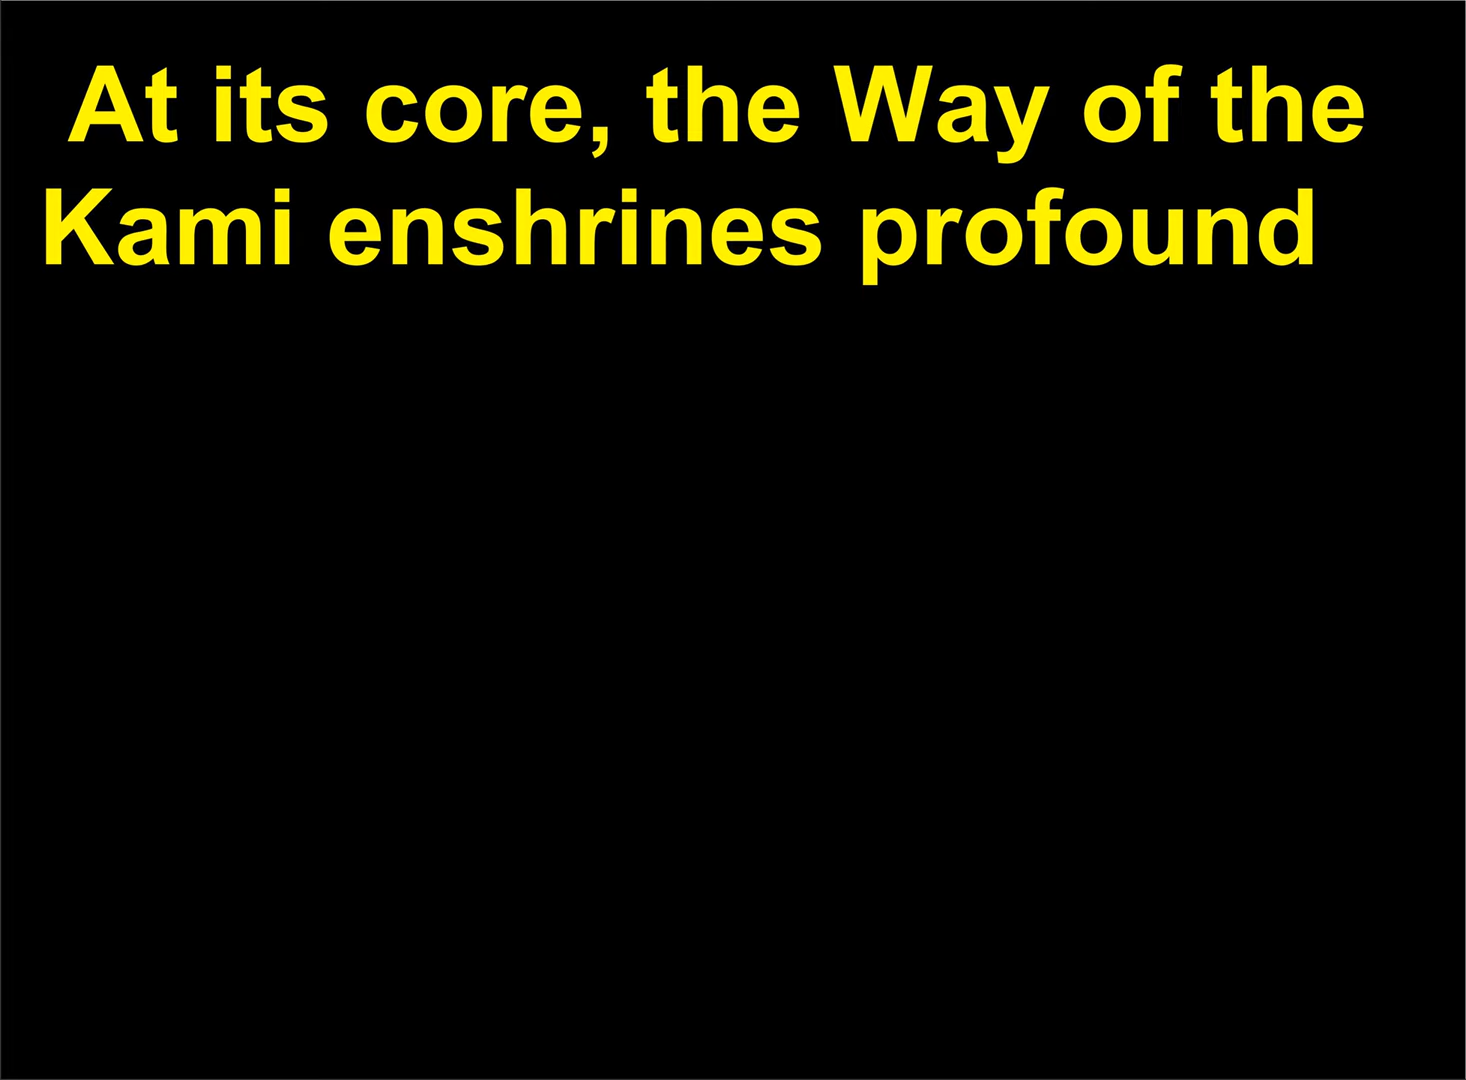 At its core, the Way of the
Kami enshrines profound